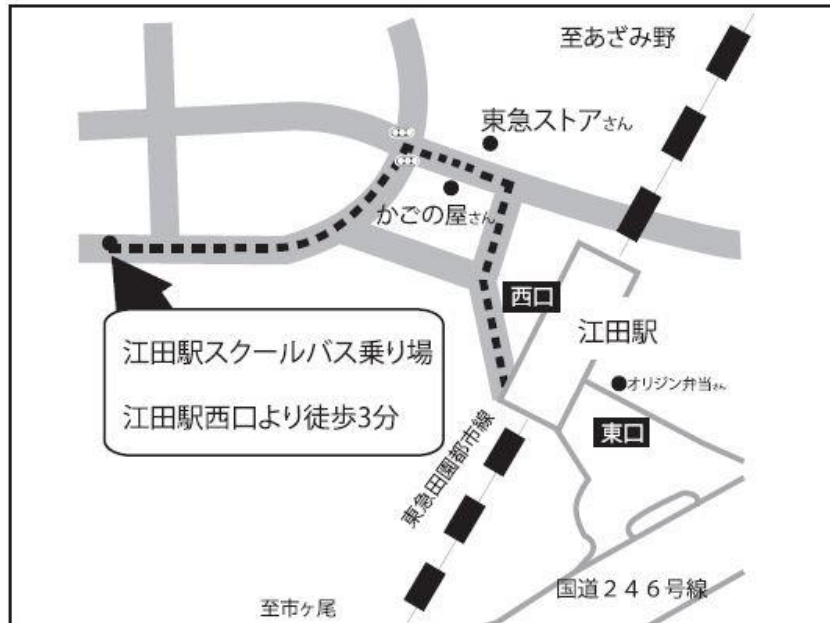 至あざみ野
東急ストアさん
かごの屋さん
西口
江田駅
江田駅スクールバス乗り場
江田駅西口より徒歩3分
オリジン弁当さん
東口
東急田園都市線
国道246号線
至市ヶ尾